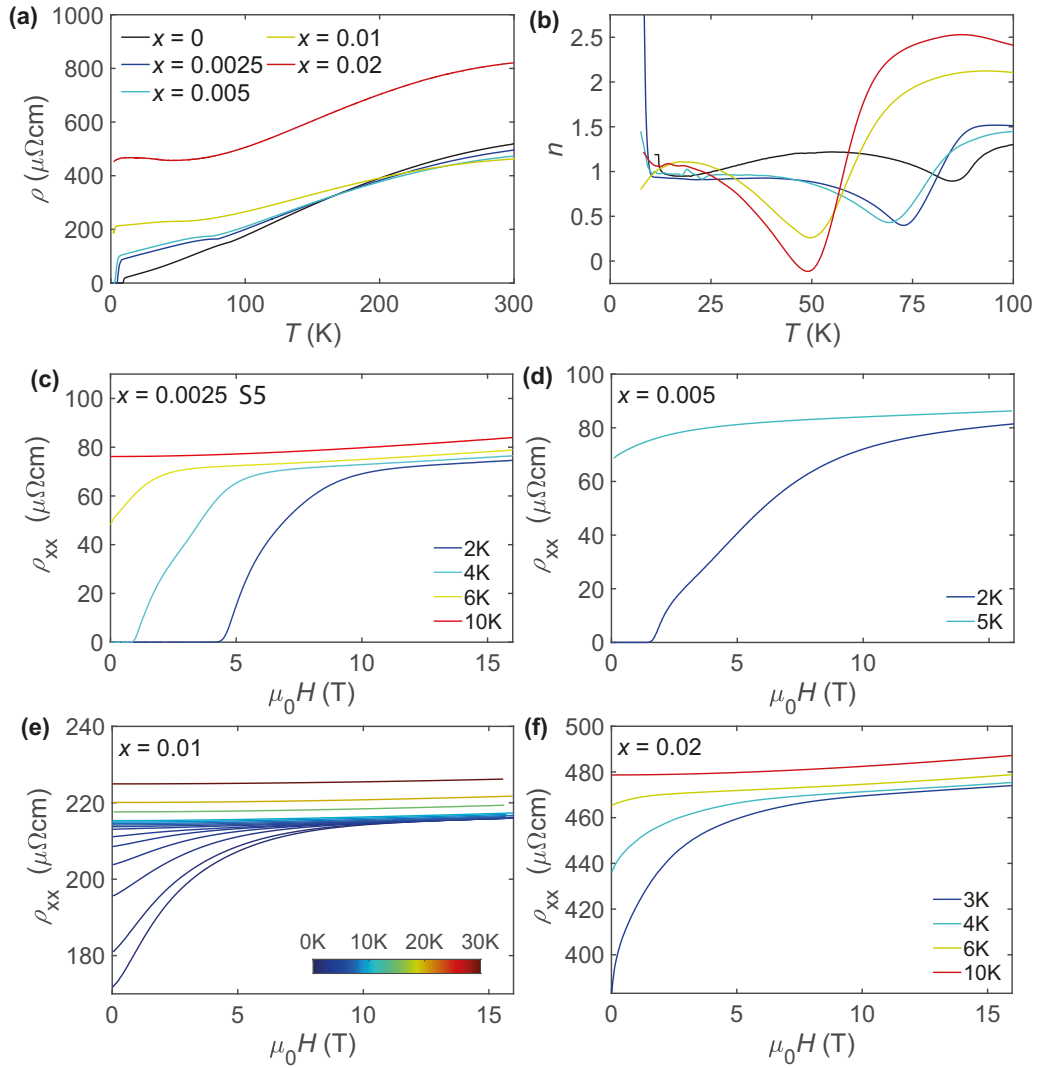 (a)
1000
800
600
400
200
0
ρ (μΩcm)
x = 0
x = 0.0025
x = 0.005
x = 0.01
x = 0.02
0 100 200 300
T (K)
(b)
2.5
2
1.5
1
0.5
0
n
0 25 50 75 100
T (K)
(c)
x = 0.0025 S5
100
80
60
40
20
0
ρxx (μΩcm)
2K
4K
6K
10K
0 5 10 15
μ0H (T)
(d)
x = 0.005
100
80
60
40
20
0
ρxx (μΩcm)
2K
5K
0 5 10
μ0H (T)
(e)
x = 0.01
240
220
200
180
ρxx (μΩcm)
0K 10K 20K 30K
0 5 10 15
μ0H (T)
(f)
x = 0.02
500
480
460
440
420
400
ρxx (μΩcm)
3K
4K
6K
10K
0 5 10 15
μ0H (T)